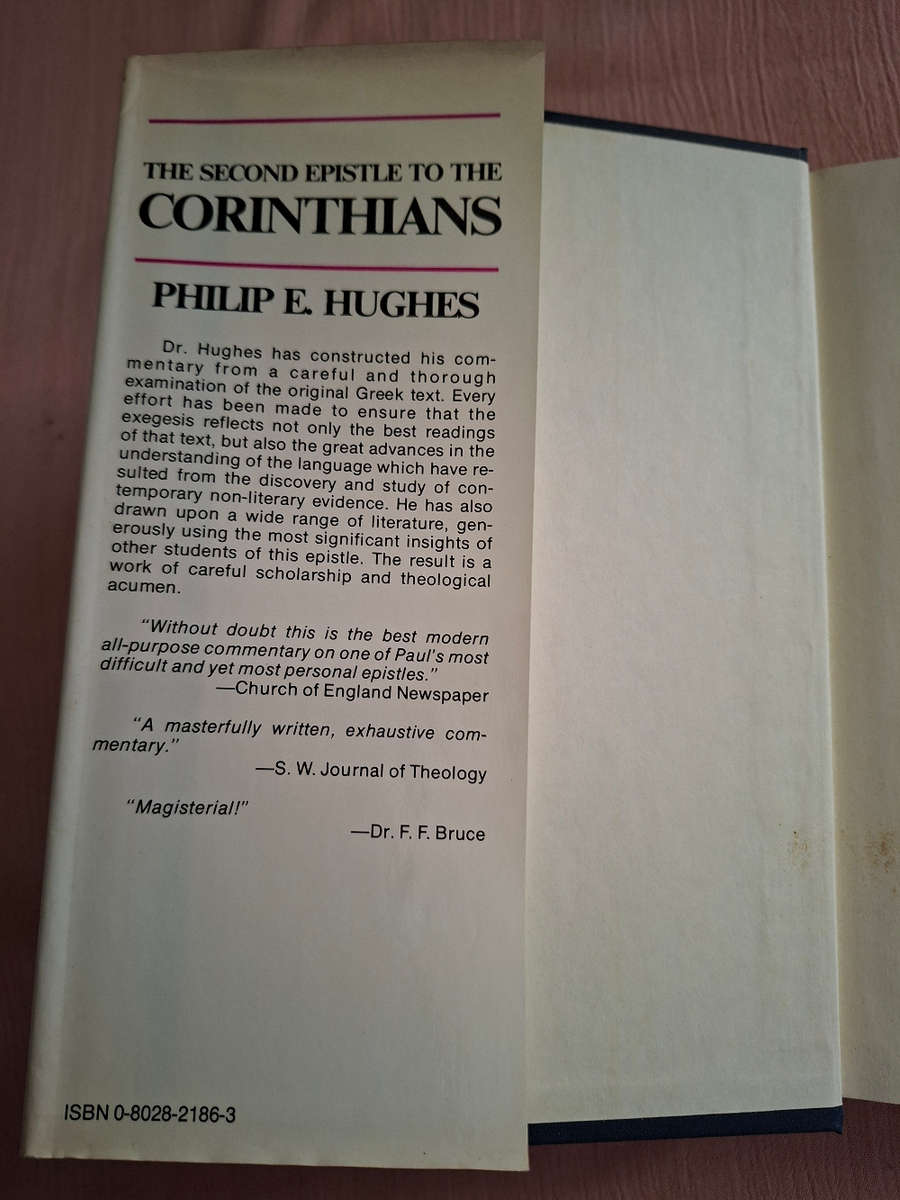 THE SECOND EPISTLE TO THE
CORINTHIANS
PHILIP E. HUGHES
Dr. Hughes has constructed his com-
mentary from a careful and thorough
examination of the original Greek text. Every
effort has been made to ensure that the
exegesis reflects not only the best readings
of that text, but also the great advances in the
understanding of the language which have re-
sulted from the discovery and study of con-
temporary non-literary evidence. He has also
drawn upon a wide range of literature, gen-
erously using the most significant insights of
other students of this epistle. The result is a
work of careful scholarship and theological
acumen.
“Without doubt this is the best modern
all-purpose commentary on one of Paul's most
difficult and yet most personal epistles.”
—Church of England Newspaper
“A masterfully written, exhaustive com-
mentary.”
—S. W. Journal of Theology
“Magisterial!”
—Dr. F. F. Bruce
ISBN 0-8028-2186-3